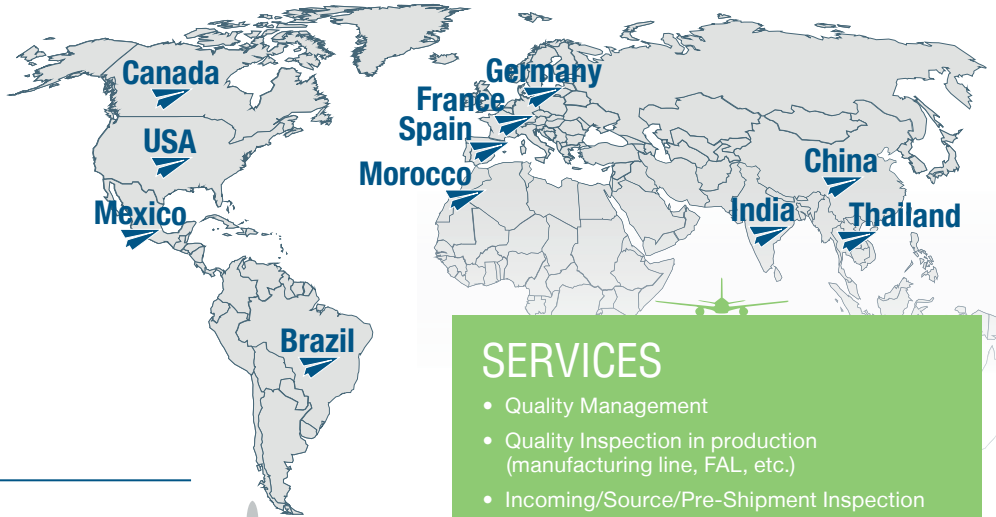 Canada
Germany
France
USA
Spain
China
Morocco
Mexico
India
Thailand
Brazil
SERVICES
• Quality Management
• Quality Inspection in production
(manufacturing line, FAL, etc.)
• Incoming/Source/Pre-Shipment Inspection